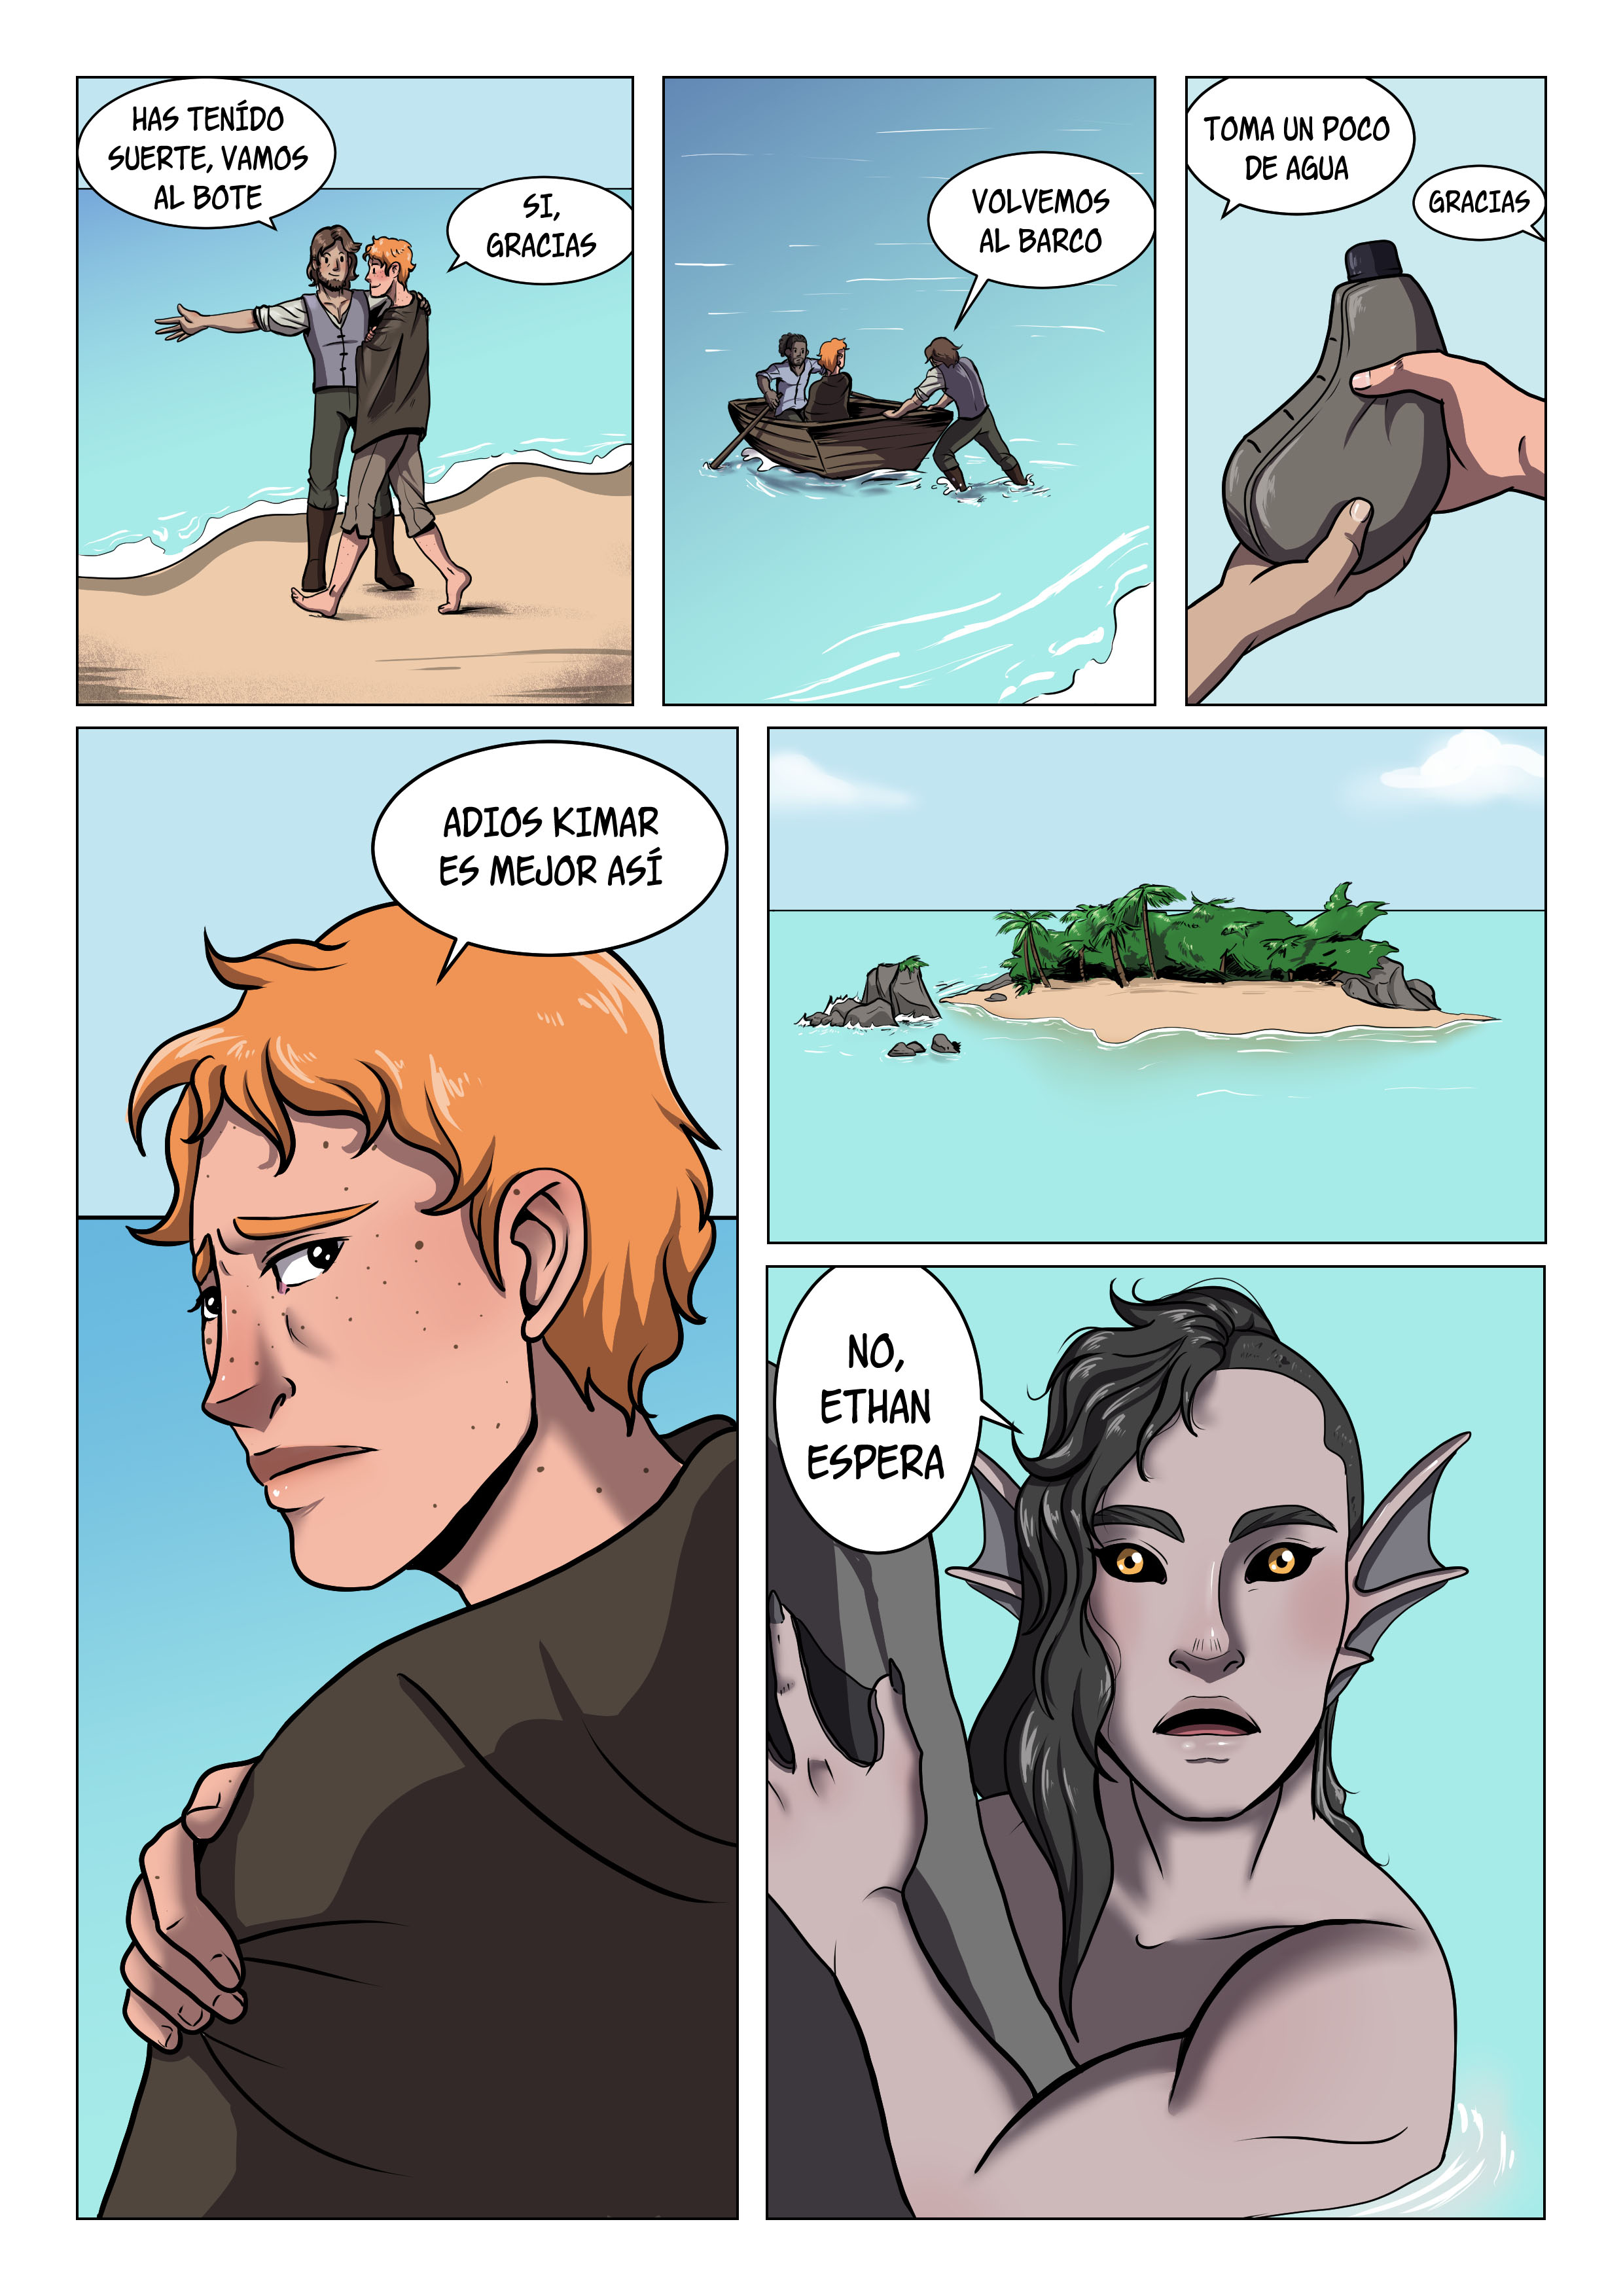 HAS TENÍDO
SUERTE, VAMOS
AL BOTE
SI,
GRACIAS
VOLVEMOS
AL BARCO
TOMA UN POCO
DE AGUA
GRACIAS
ADIOS KIMAR
ES MEJOR ASÍ
NO,
ETHAN
ESPERA